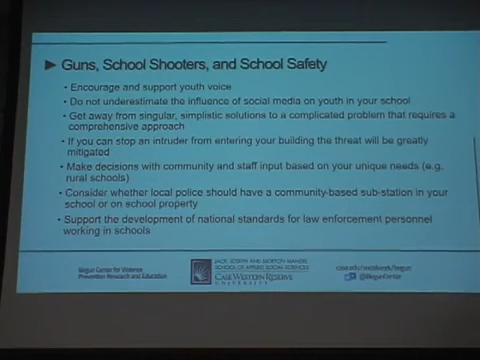 ► Guns, School Shooters, and School Safety
• Encourage and support youth voice
• Do not underestimate the influence of social media on youth in your school
• Get away from singular, simplistic solutions to a complicated problem that requires a
comprehensive approach
• If you can stop an intruder from entering your building the threat will be greatly
mitigated
• Make decisions with community and staff input based on your unique needs (e.g.
rural schools)
• Consider whether local police should have a community-based sub-station in your
school or on school property
• Support the development of national standards for law enforcement personnel
working in schools
Begun Center for Violence
Prevention Research and Education
JACK, JOSEPH AND MORTON MANDEL
SCHOOL OF APPLIED SOCIAL SCIENCES
CASE WESTERN RESERVE
UNIVERSITY
case.edu/socialwork/begun
@BegunCenter